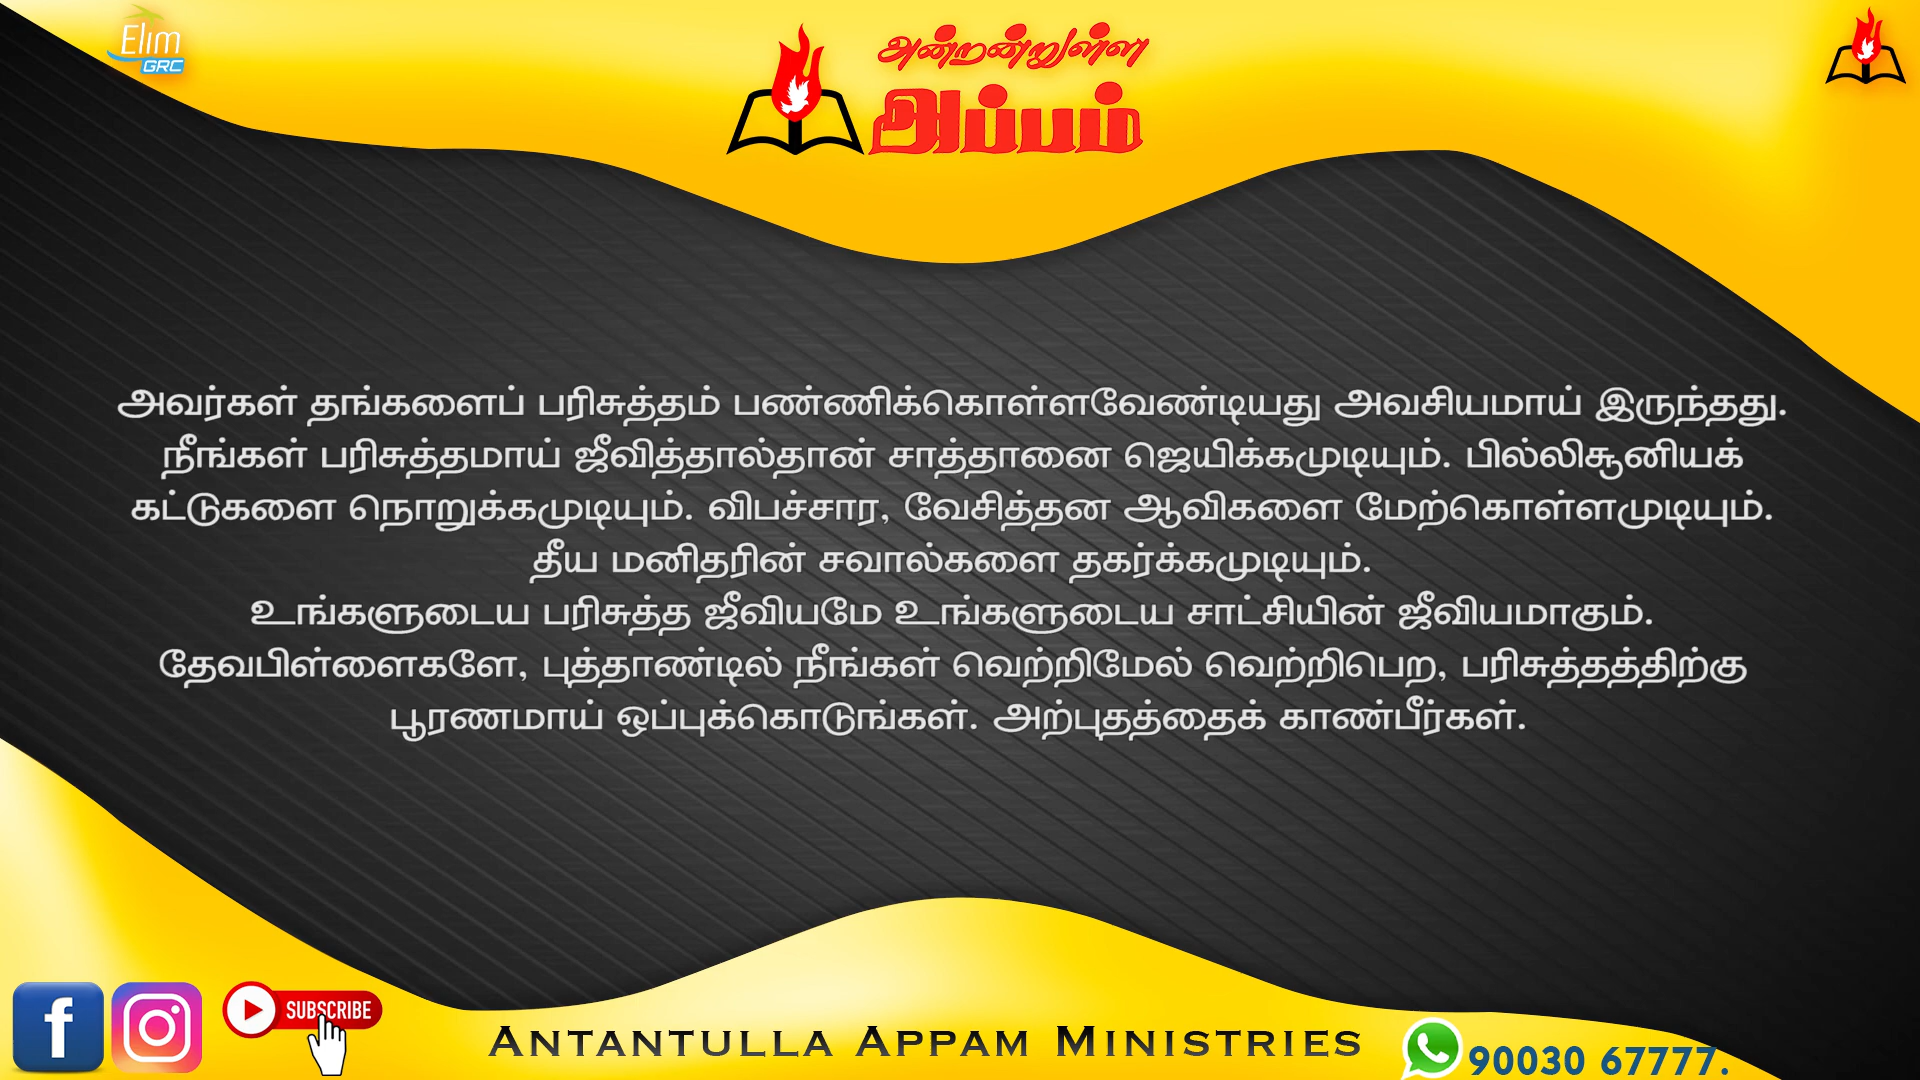 Elim
GRC
அன்றன்றுள்ள
அப்பம்
அவர்கள் தங்களைப் பரிசுத்தம் பண்ணிக்கொள்ளவேண்டியது அவசியமாய் இருந்தது.
நீங்கள் பரிசுத்தமாய் ஜீவித்தால்தான் சாத்தானை ஜெயிக்கமுடியும். பில்லிசூனியக்
கட்டுகளை நொறுக்கமுடியும். விபச்சார, வேசித்தன ஆவிகளை மேற்கொள்ளமுடியும்.
தீய மனிதரின் சவால்களை தகர்க்கமுடியும்.
உங்களுடைய பரிசுத்த ஜீவியமே உங்களுடைய சாட்சியின் ஜீவியமாகும்.
தேவபிள்ளைகளே, புத்தாண்டில் நீங்கள் வெற்றிமேல் வெற்றிபெற, பரிசுத்தத்திற்கு
பூரணமாய் ஒப்புக்கொடுங்கள். அற்புதத்தைக் காண்பீர்கள்.
SUBSCRIBE
ANTANTULLA APPAM MINISTRIES
90030 67777.